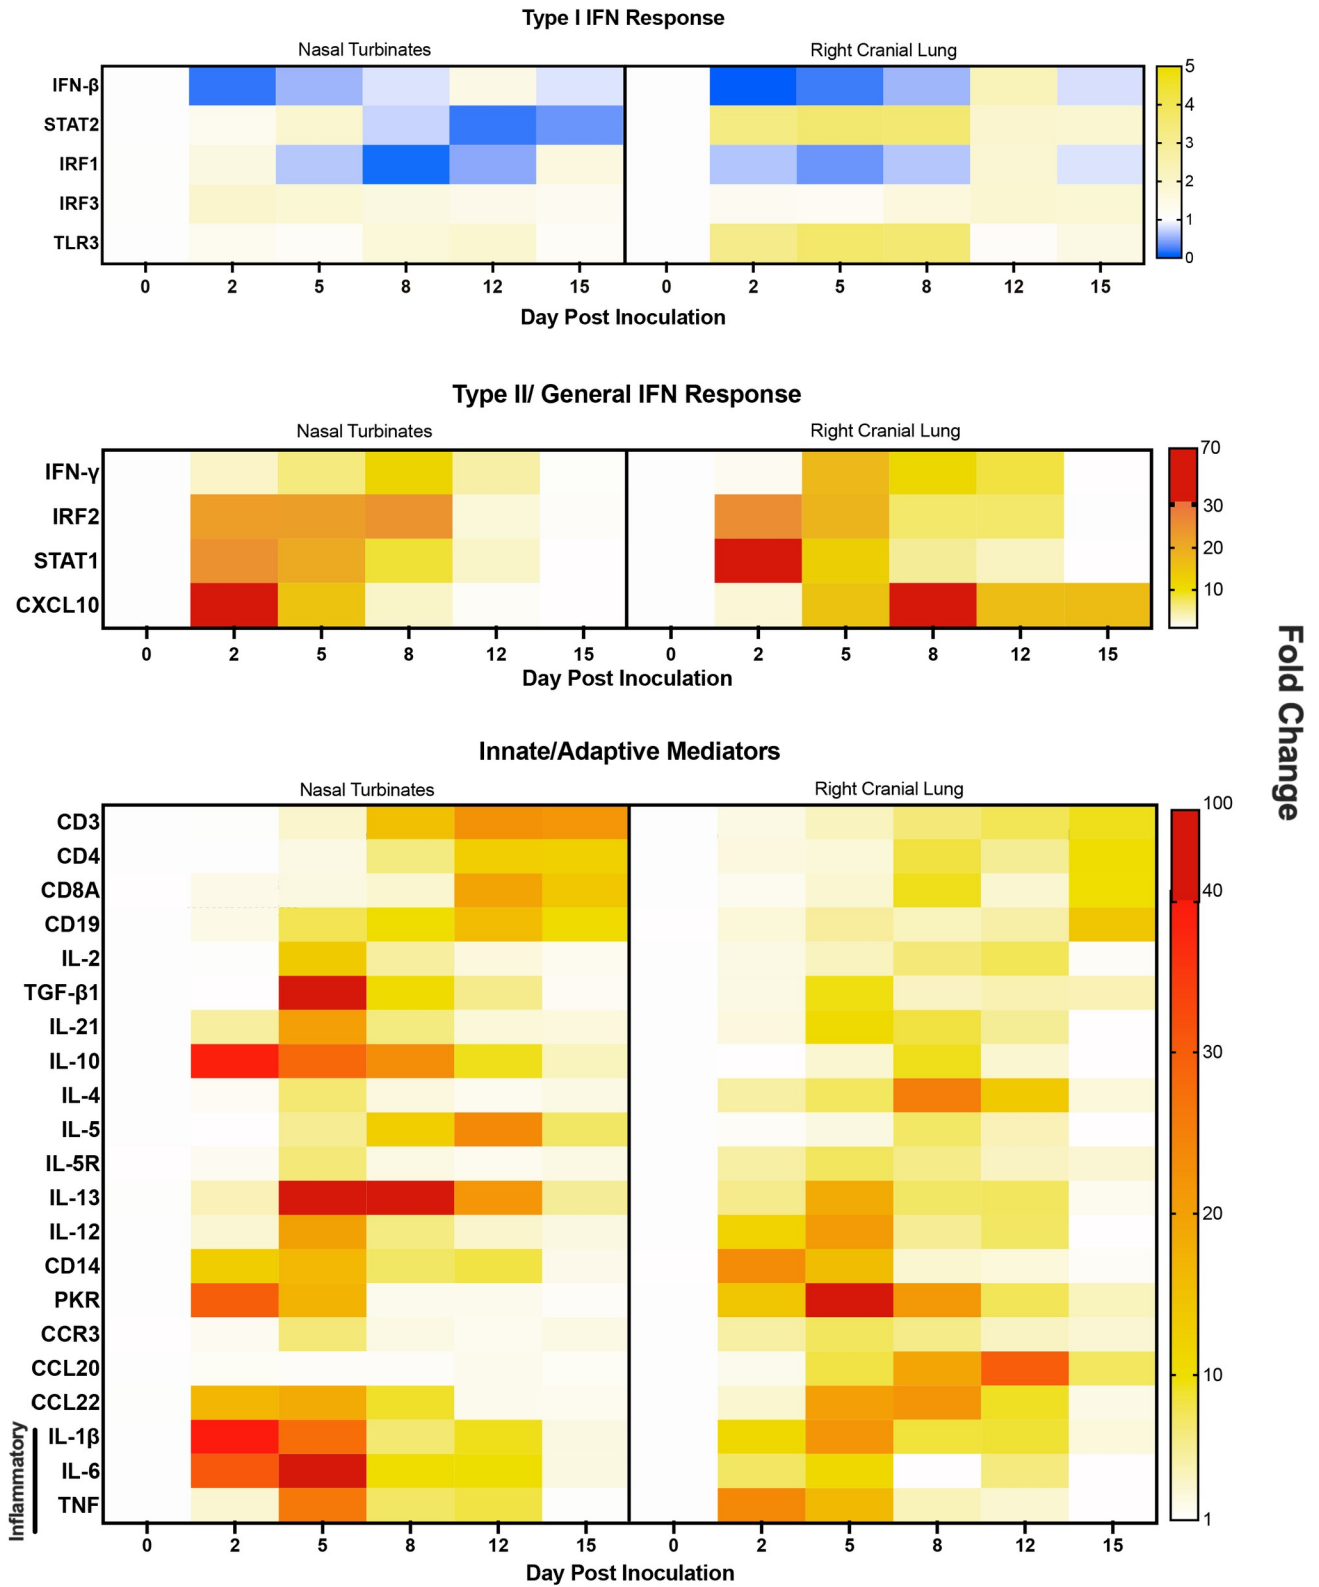 Type I IFN Response
Nasal Turbinates Right Cranial Lung
IFN-β
STAT2
IRF1
IRF3
TLR3
5
4
3
2
1
0
0 2 5 8 12 15 0 2 5 8 12 15
Day Post Inoculation
Type II/ General IFN Response
Nasal Turbinates Right Cranial Lung
IFN-γ
IRF2
STAT1
CXCL10
70
30
20
10
0 2 5 8 12 15 0 2 5 8 12 15
Day Post Inoculation
Fold Change
Innate/Adaptive Mediators
Nasal Turbinates Right Cranial Lung
CD3
CD4
CD8A
CD19
IL-2
TGF-β1
IL-21
IL-10
IL-4
IL-5
IL-5R
IL-13
IL-12
CD14
PKR
CCR3
CCL20
CCL22
IL-1β
IL-6
TNF
Inflammatory
100
40
30
20
10
1
0 2 5 8 12 15 0 2 5 8 12 15
Day Post Inoculation